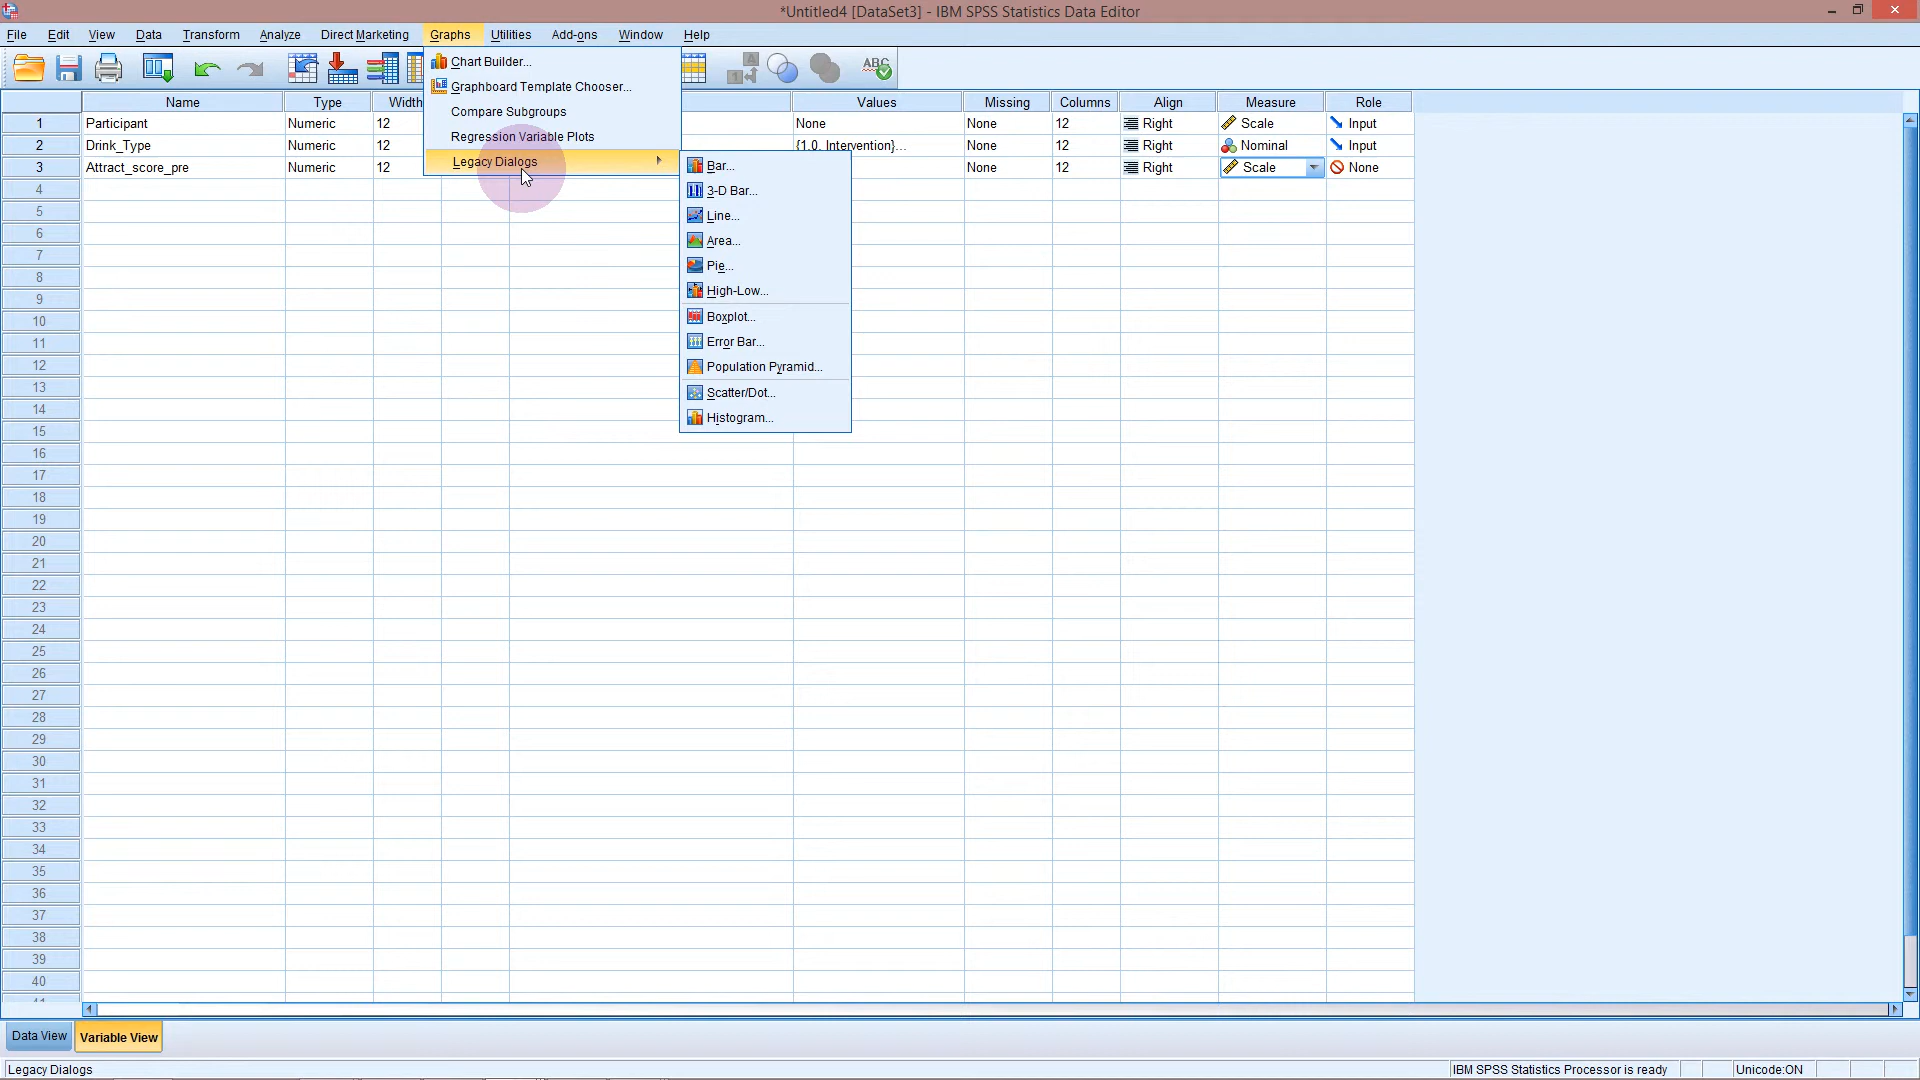 *Untitled4 [DataSet3] - IBM SPSS Statistics Data Editor
File Edit View Data Transform Analyze Direct Marketing Graphs Utilities Add-ons Window Help
Chart Builder...
Graphboard Template Chooser...
Compare Subgroups
Regression Variable Plots
Legacy Dialogs
Bar...
3-D Bar...
Line...
Area...
Pie...
High-Low...
Boxplot...
Error Bar...
Population Pyramid...
Scatter/Dot...
Histogram...
Name Type Width Values Missing Columns Align Measure Role
1 Participant Numeric 12 None None 12 Right Scale Input
2 Drink_Type Numeric 12 {1.0, Intervention}... None 12 Right Nominal Input
3 Attract_score_pre Numeric 12 None 12 Right Scale None
4
5
6
7
8
9
10
11
12
13
14
15
16
17
18
19
20
21
22
23
24
25
26
27
28
29
30
31
32
33
34
35
36
37
38
39
40
Data View Variable View
Legacy Dialogs IBM SPSS Statistics Processor is ready Unicode:ON